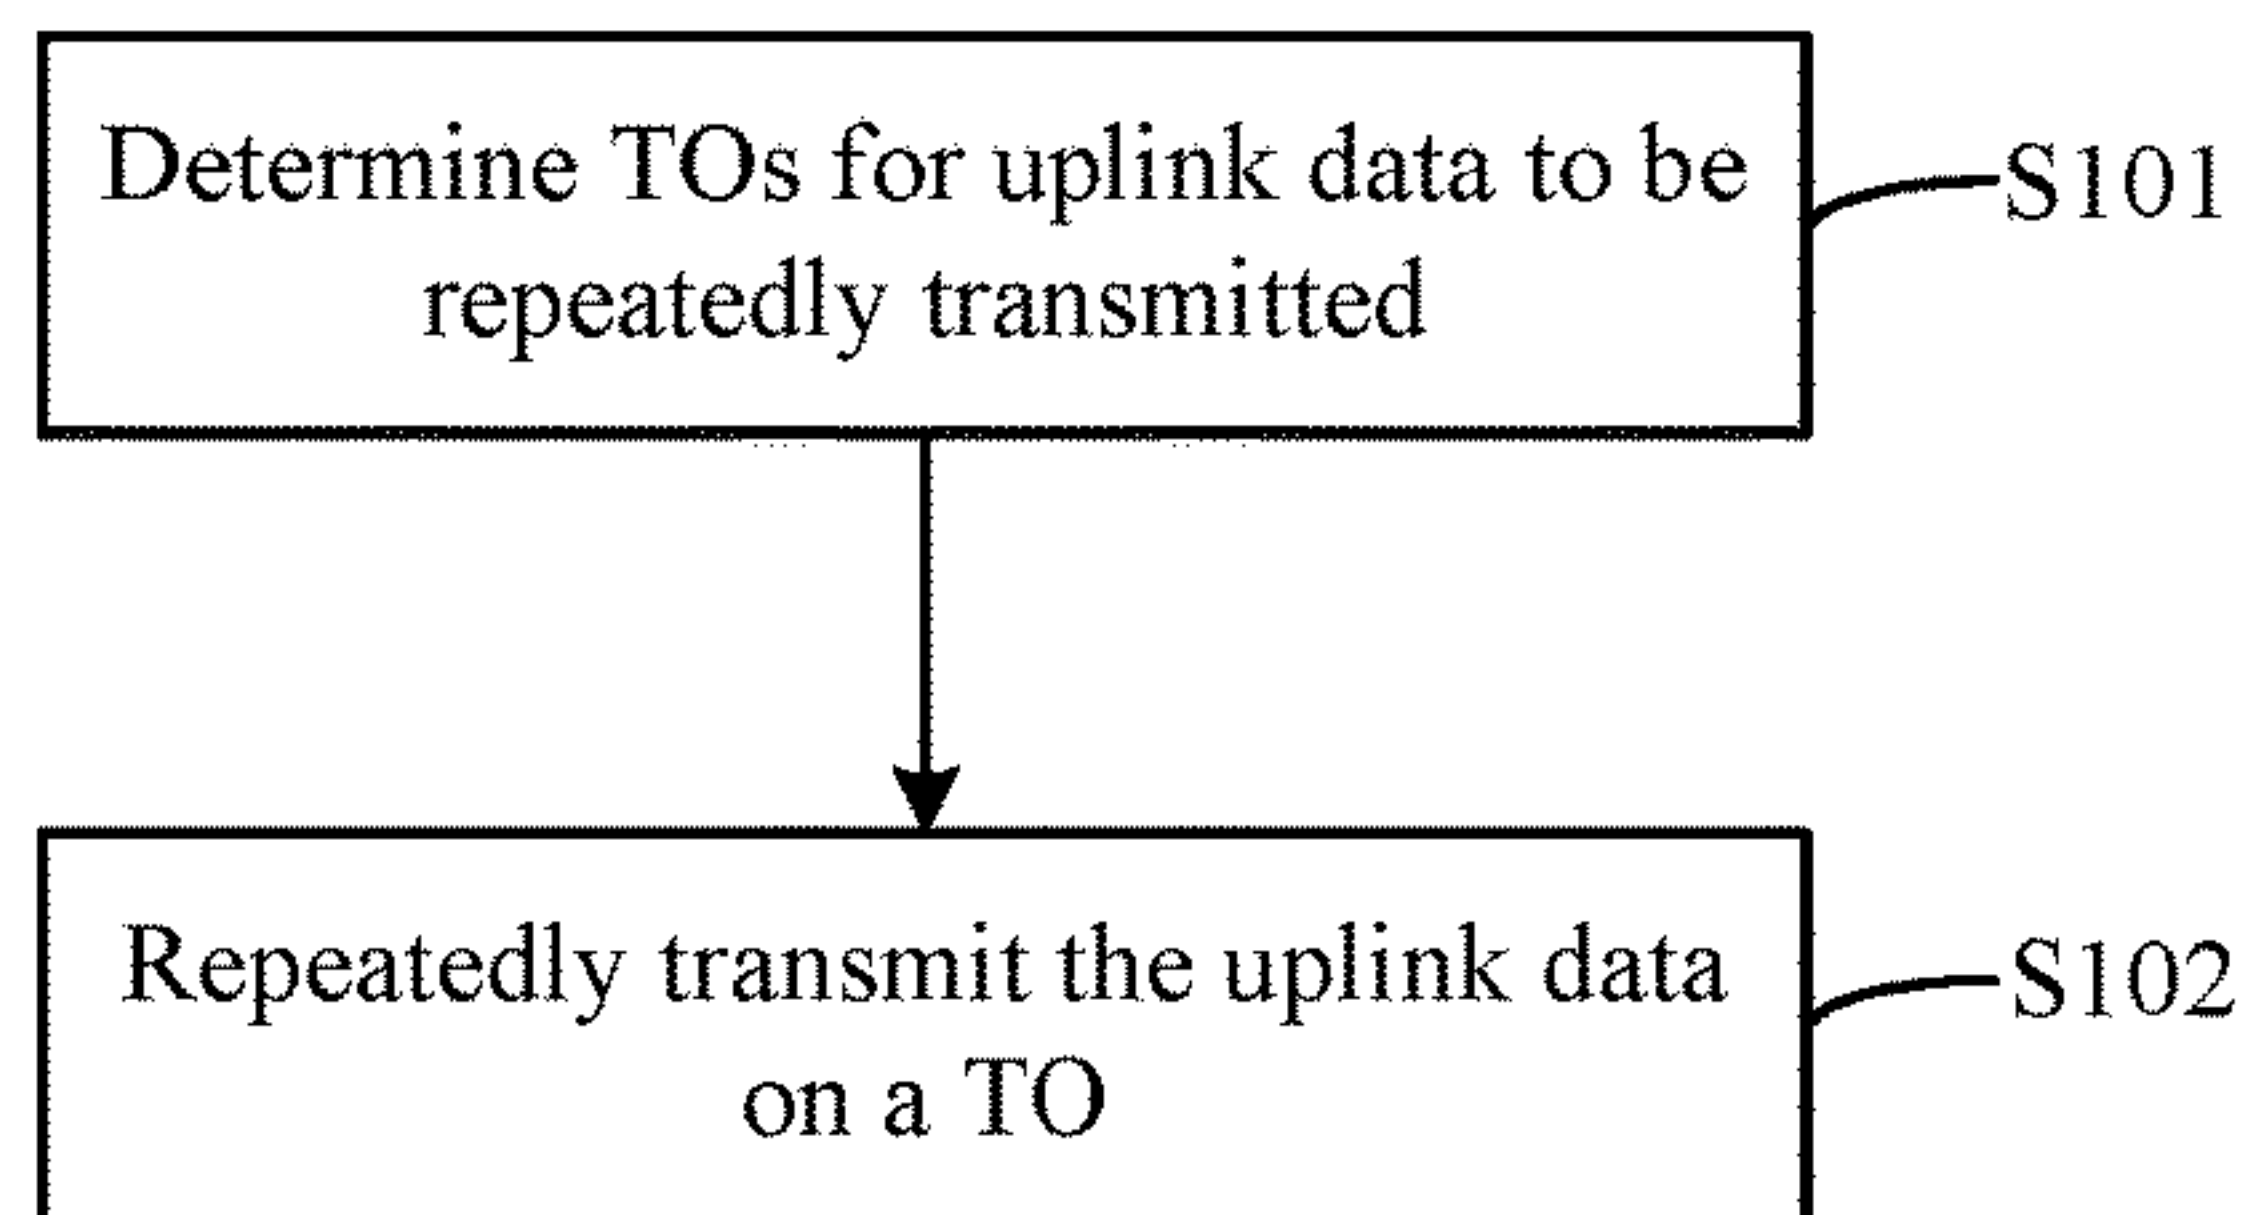 Determine TOs for uplink data to be
repeatedly transmitted
S101
Repeatedly transmit the uplink data
on a TO
S102